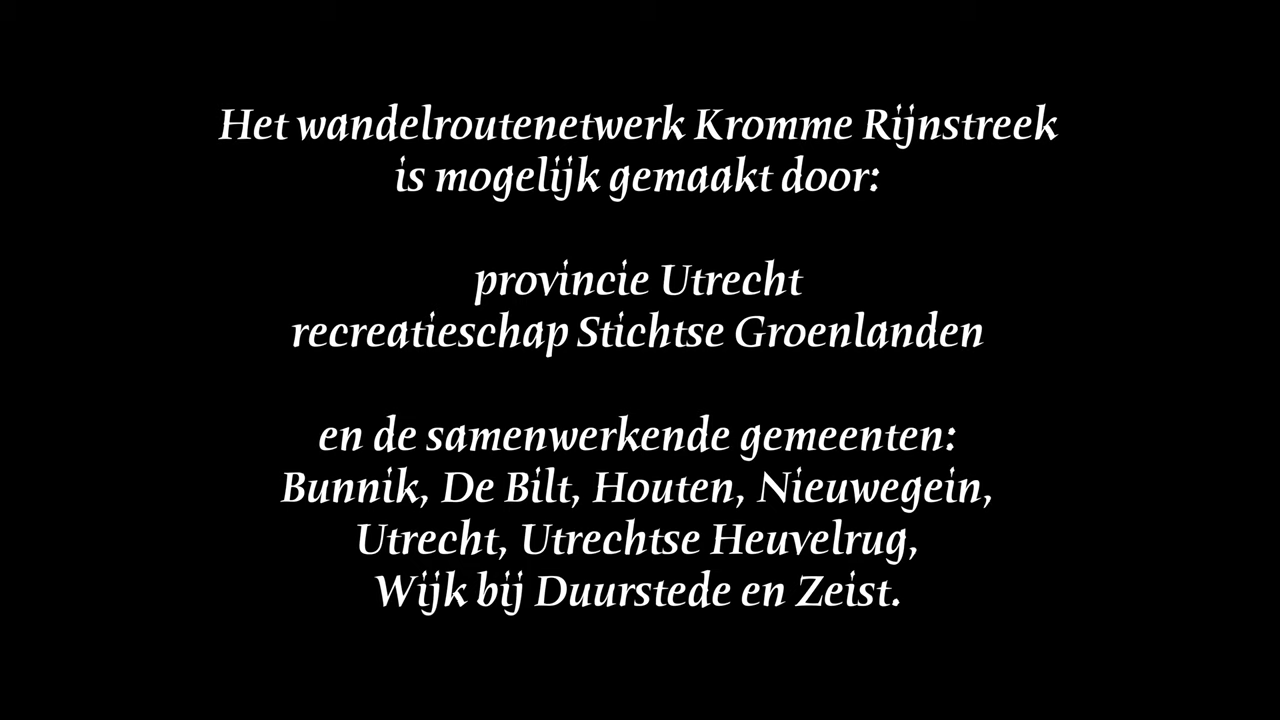 Het wandelroutenetwerk Kromme Rijnstreek
is mogelijk gemaakt door:
provincie Utrecht
recreatieschap Stichtse Groenlanden
en de samenwerkende gemeenten:
Bunnik, De Bilt, Houten, Nieuwegein,
Utrecht, Utrechtse Heuvelrug,
Wijk bij Duurstede en Zeist.